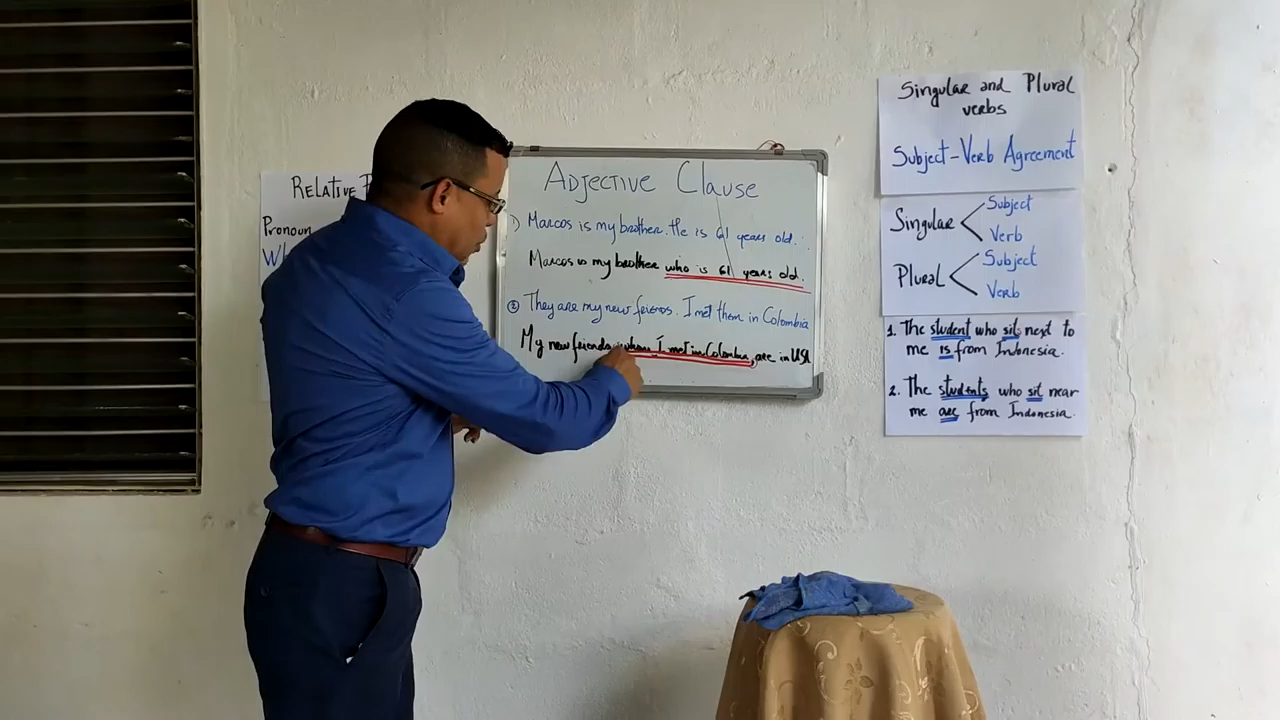 RELATIVE P
Pronoun
Wh
ADJECTIVE CLAUSE
1) MARCOS is my brother. He is 61 years old.
MARCOS is my brother who is 61 years old.
② They are my new friends. I met them in Colombia
My new friends, whom I met in Colombia, are in USA
Singular and Plural
verbs
Subject-Verb Agreement
Singular < Subject
Verb
Plural < Subject
Verb
1. The student who sits next to
me is from Indonesia.
2. The students who sit near
me are from Indonesia.